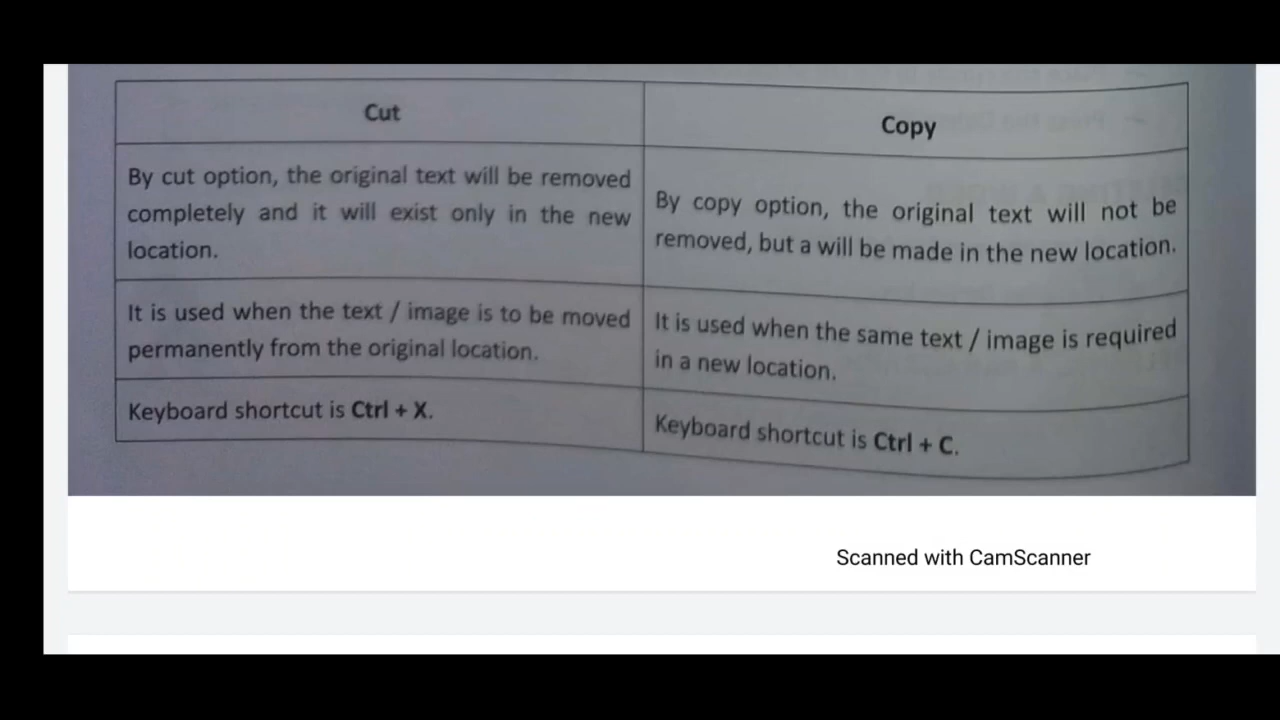 Cut
Copy
By cut option, the original text will be removed
completely and it will exist only in the new
location.
By copy option, the original text will not be
removed, but a will be made in the new location.
It is used when the text / image is to be moved
permanently from the original location.
It is used when the same text / image is required
in a new location.
Keyboard shortcut is Ctrl + X.
Keyboard shortcut is Ctrl + C.
Scanned with CamScanner